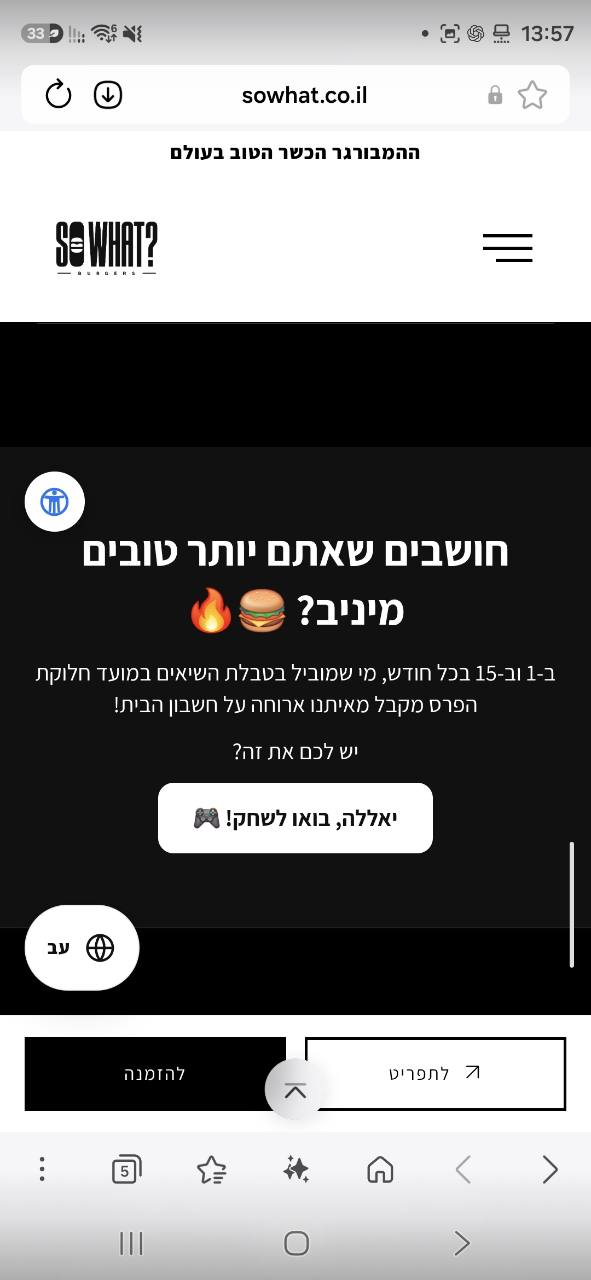 33
6
13:57
sowhat.co.il
ההמבורגר הכשר הטוב בעולם
SO WHAT?
BURGERS
חושבים שאתם יותר טובים
מיניב? 🍔🔥
ב-1 וב-15 בכל חודש, מי שמוביל בטבלת השיאים במועד חלוקת
הפרס מקבל מאיתנו ארוחה על חשבון הבית!
יש לכם את זה?
יאללה, בואו לשחק! 🎮
עב
לתפריט
להזמנה
5